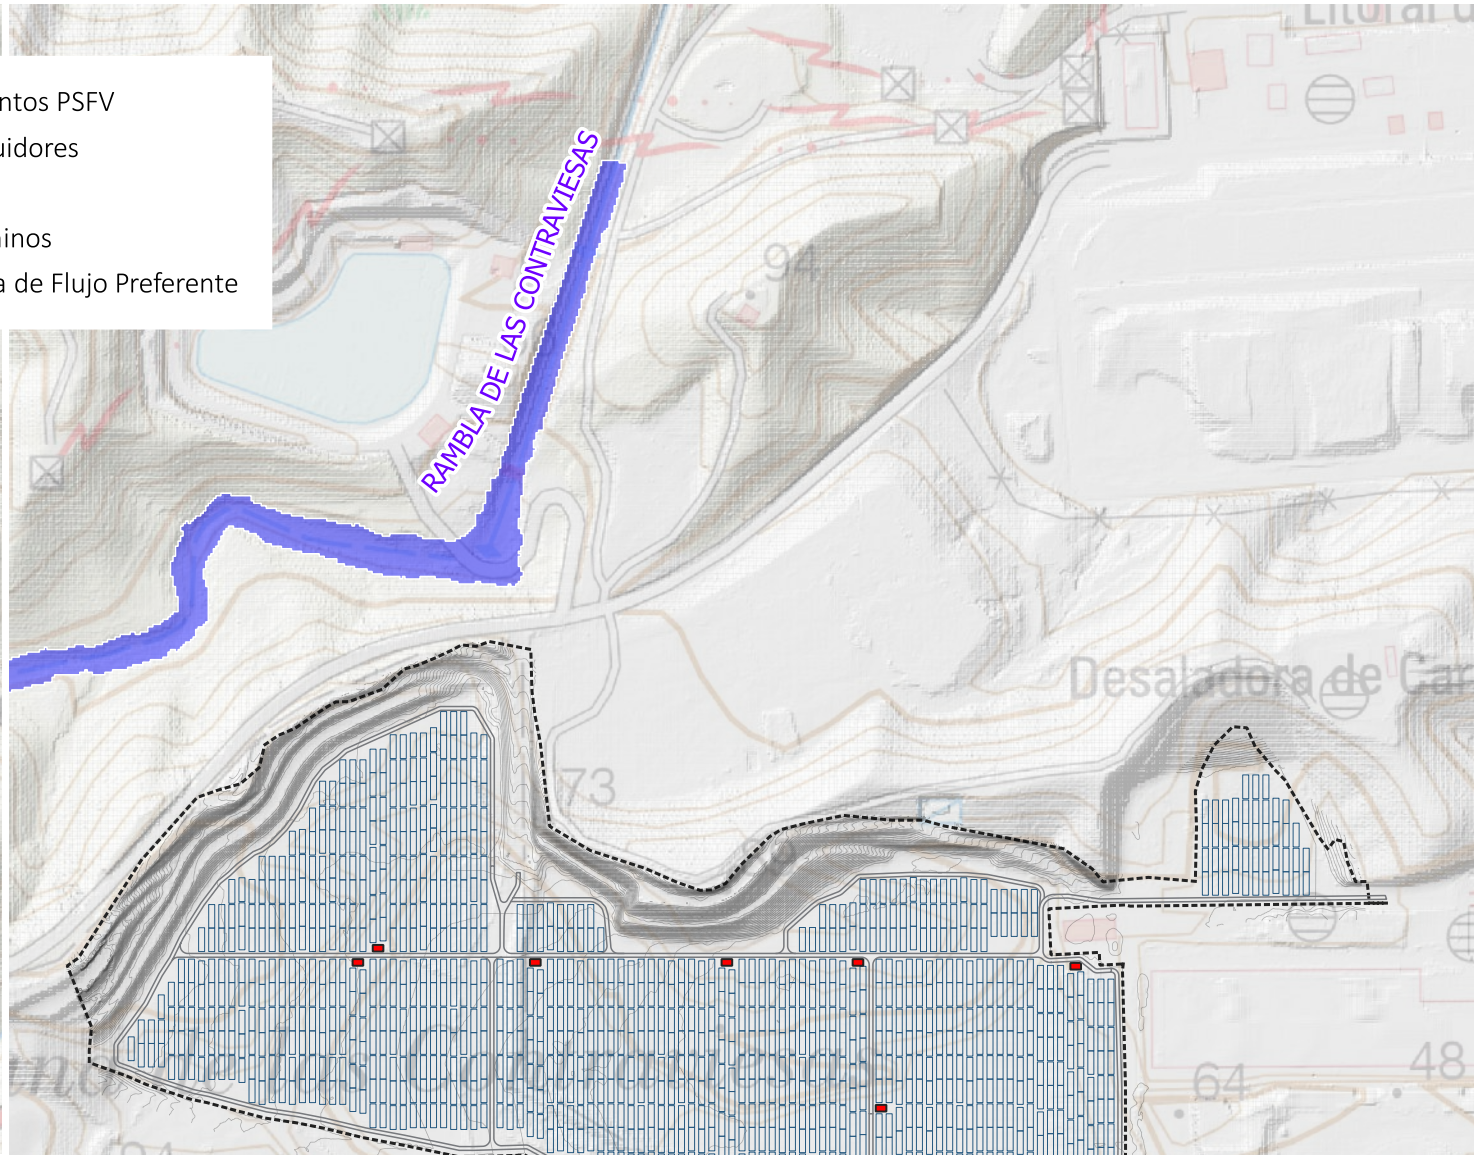 Litoral d
ntos PSFV
uidores
inos
a de Flujo Preferente
RAMBLA DE LAS CONTRAVIESAS
94
Desaladora de Car
73
64
48